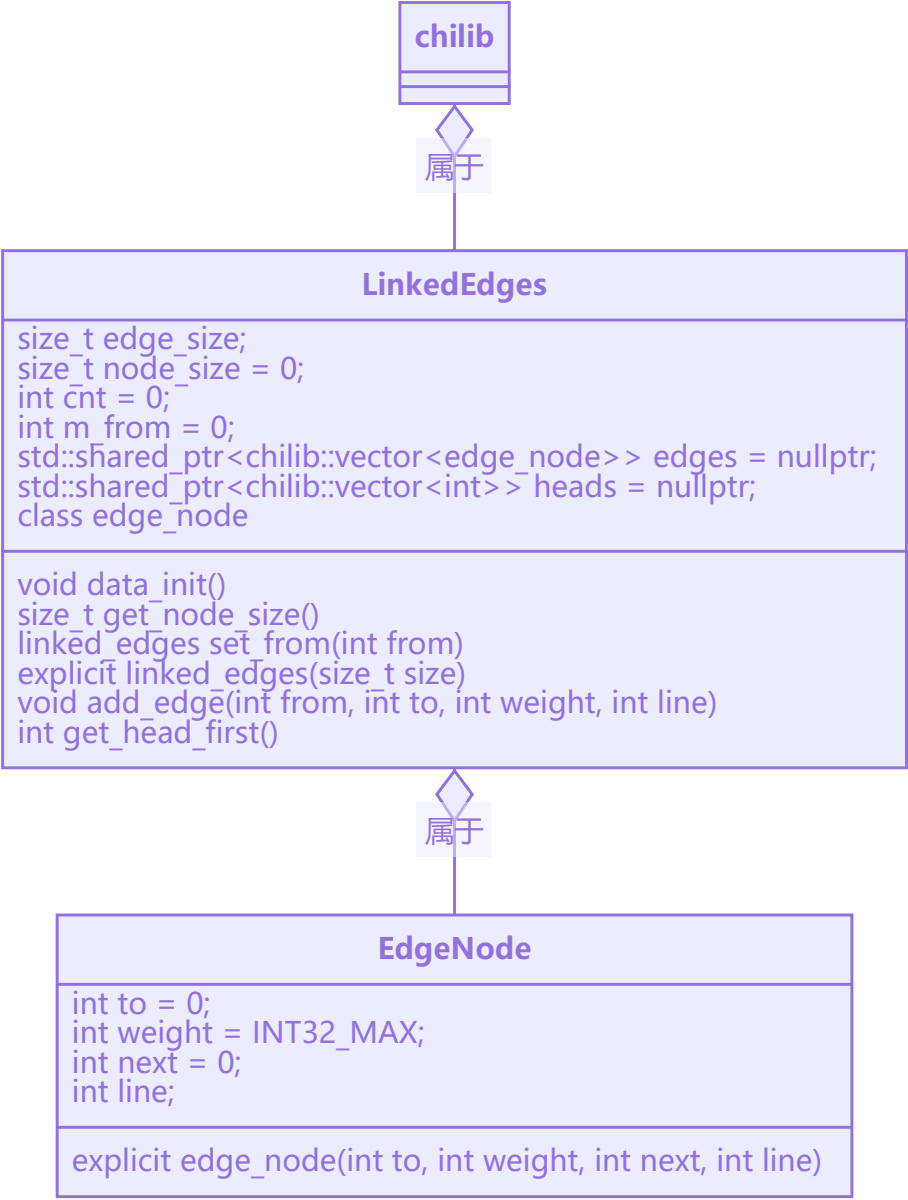 chilib
属于
LinkedEdges
size_t edge_size;
size_t node_size = 0;
int cnt = 0;
int m_from = 0;
std::shared_ptr<chilib::vector<edge_node>> edges = nullptr;
std::shared_ptr<chilib::vector<int>> heads = nullptr;
class edge_node
void data_init()
size_t get_node_size()
linked_edges set_from(int from)
explicit linked_edges(size_t size)
void add_edge(int from, int to, int weight, int line)
int get_head_first()
属于
EdgeNode
int to = 0;
int weight = INT32_MAX;
int next = 0;
int line;
explicit edge_node(int to, int weight, int next, int line)